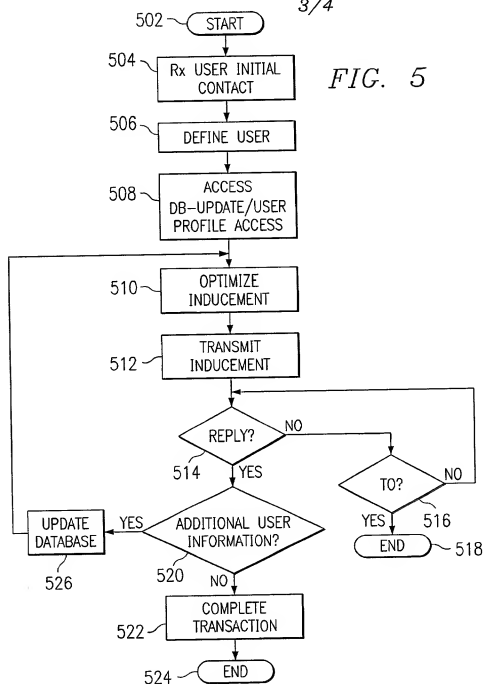 3/4
502
START
504
Rx USER INITIAL
CONTACT
FIG. 5
506
DEFINE USER
508
ACCESS
DB-UPDATE/USER
PROFILE ACCESS
510
OPTIMIZE
INDUCEMENT
512
TRANSMIT
INDUCEMENT
REPLY?
NO
514
YES
TO?
NO
516
YES
END
518
UPDATE
DATABASE
526
YES
ADDITIONAL USER
INFORMATION?
520
NO
522
COMPLETE
TRANSACTION
524
END